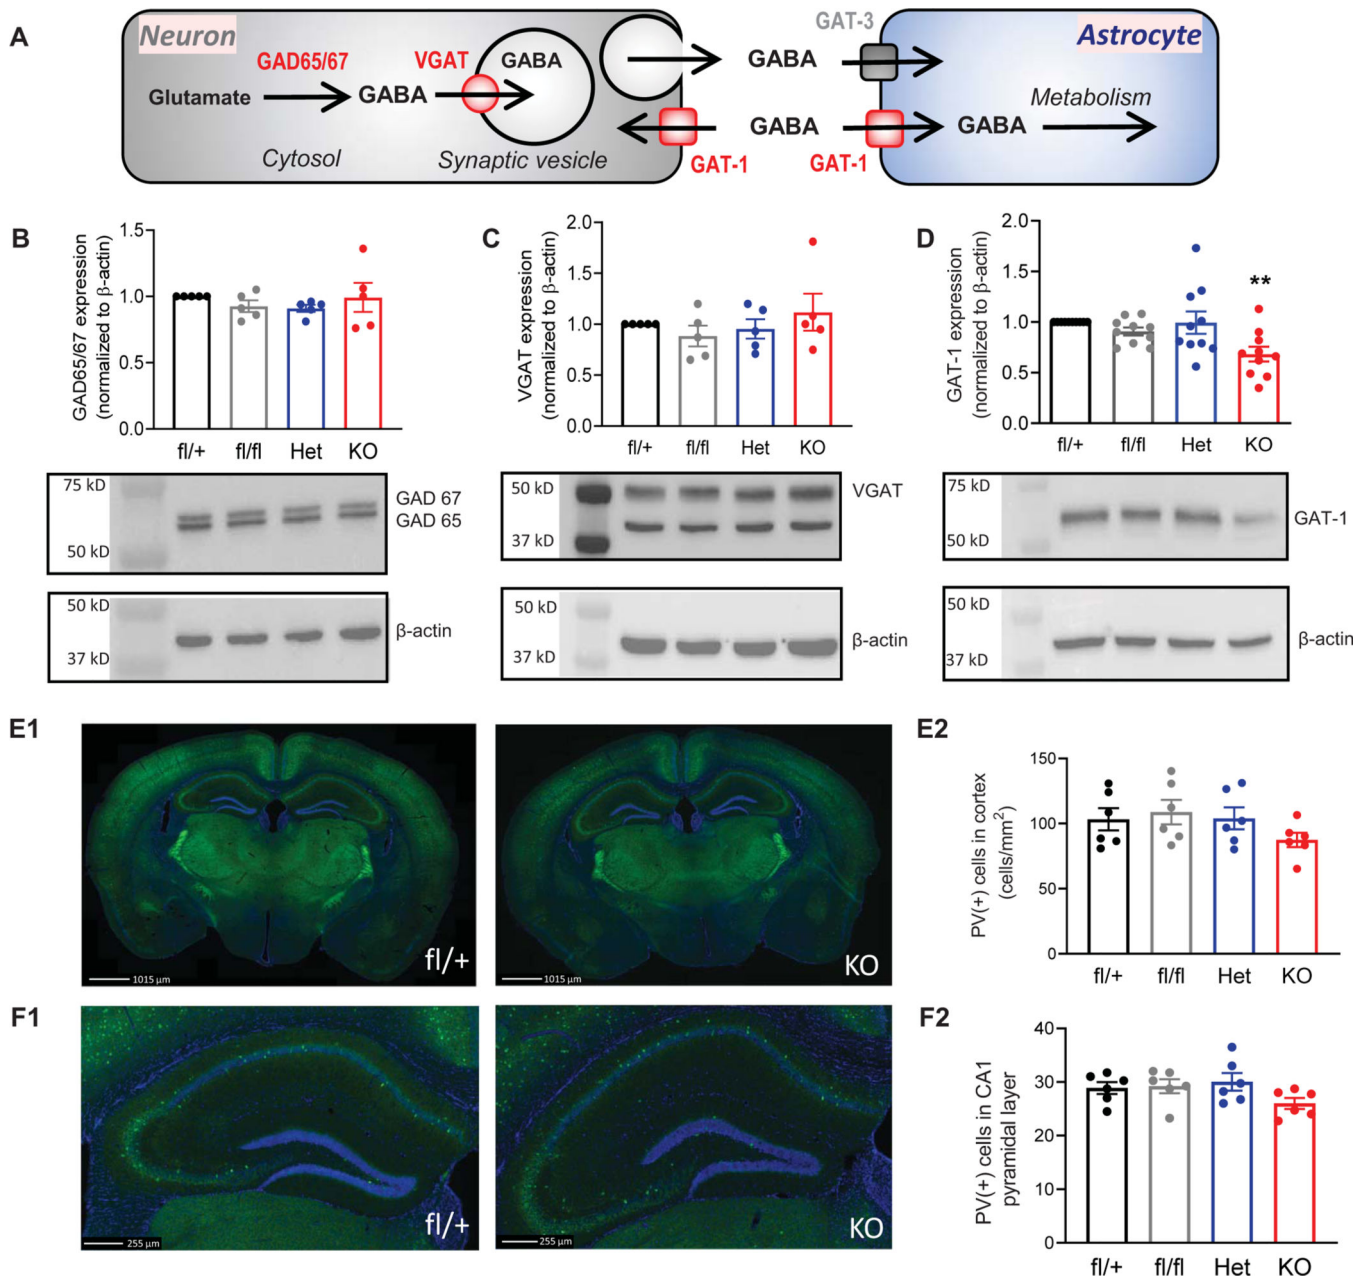 A
Neuron
GAD65/67
VGAT
GABA
Glutamate
GABA
Cytosol
Synaptic vesicle
GABA
GAT-3
Astrocyte
Metabolism
GABA
GABA
GAT-1
GAT-1
B
GAD65/67 expression
(normalized to β-actin)
1.5
1.0
0.5
0.0
fl/+ fl/fl Het KO
75 kD
50 kD
GAD 67
GAD 65
50 kD
37 kD
β-actin
C
VGAT expression
(normalized to β-actin)
2.0
1.5
1.0
0.5
0.0
fl/+ fl/fl Het KO
50 kD
37 kD
VGAT
50 kD
37 kD
β-actin
D
GAT-1 expression
(normalized to β-actin)
2.0
1.5
1.0
0.5
0.0
**
fl/+ fl/fl Het KO
75 kD
50 kD
GAT-1
50 kD
37 kD
β-actin
E1
1015 µm
fl/+
1015 µm
KO
E2
PV(+) cells in cortex
(cells/mm²)
150
100
50
0
fl/+ fl/fl Het KO
F1
255 µm
fl/+
255 µm
KO
F2
PV(+) cells in CA1
pyramidal layer
40
30
20
10
0
fl/+ fl/fl Het KO